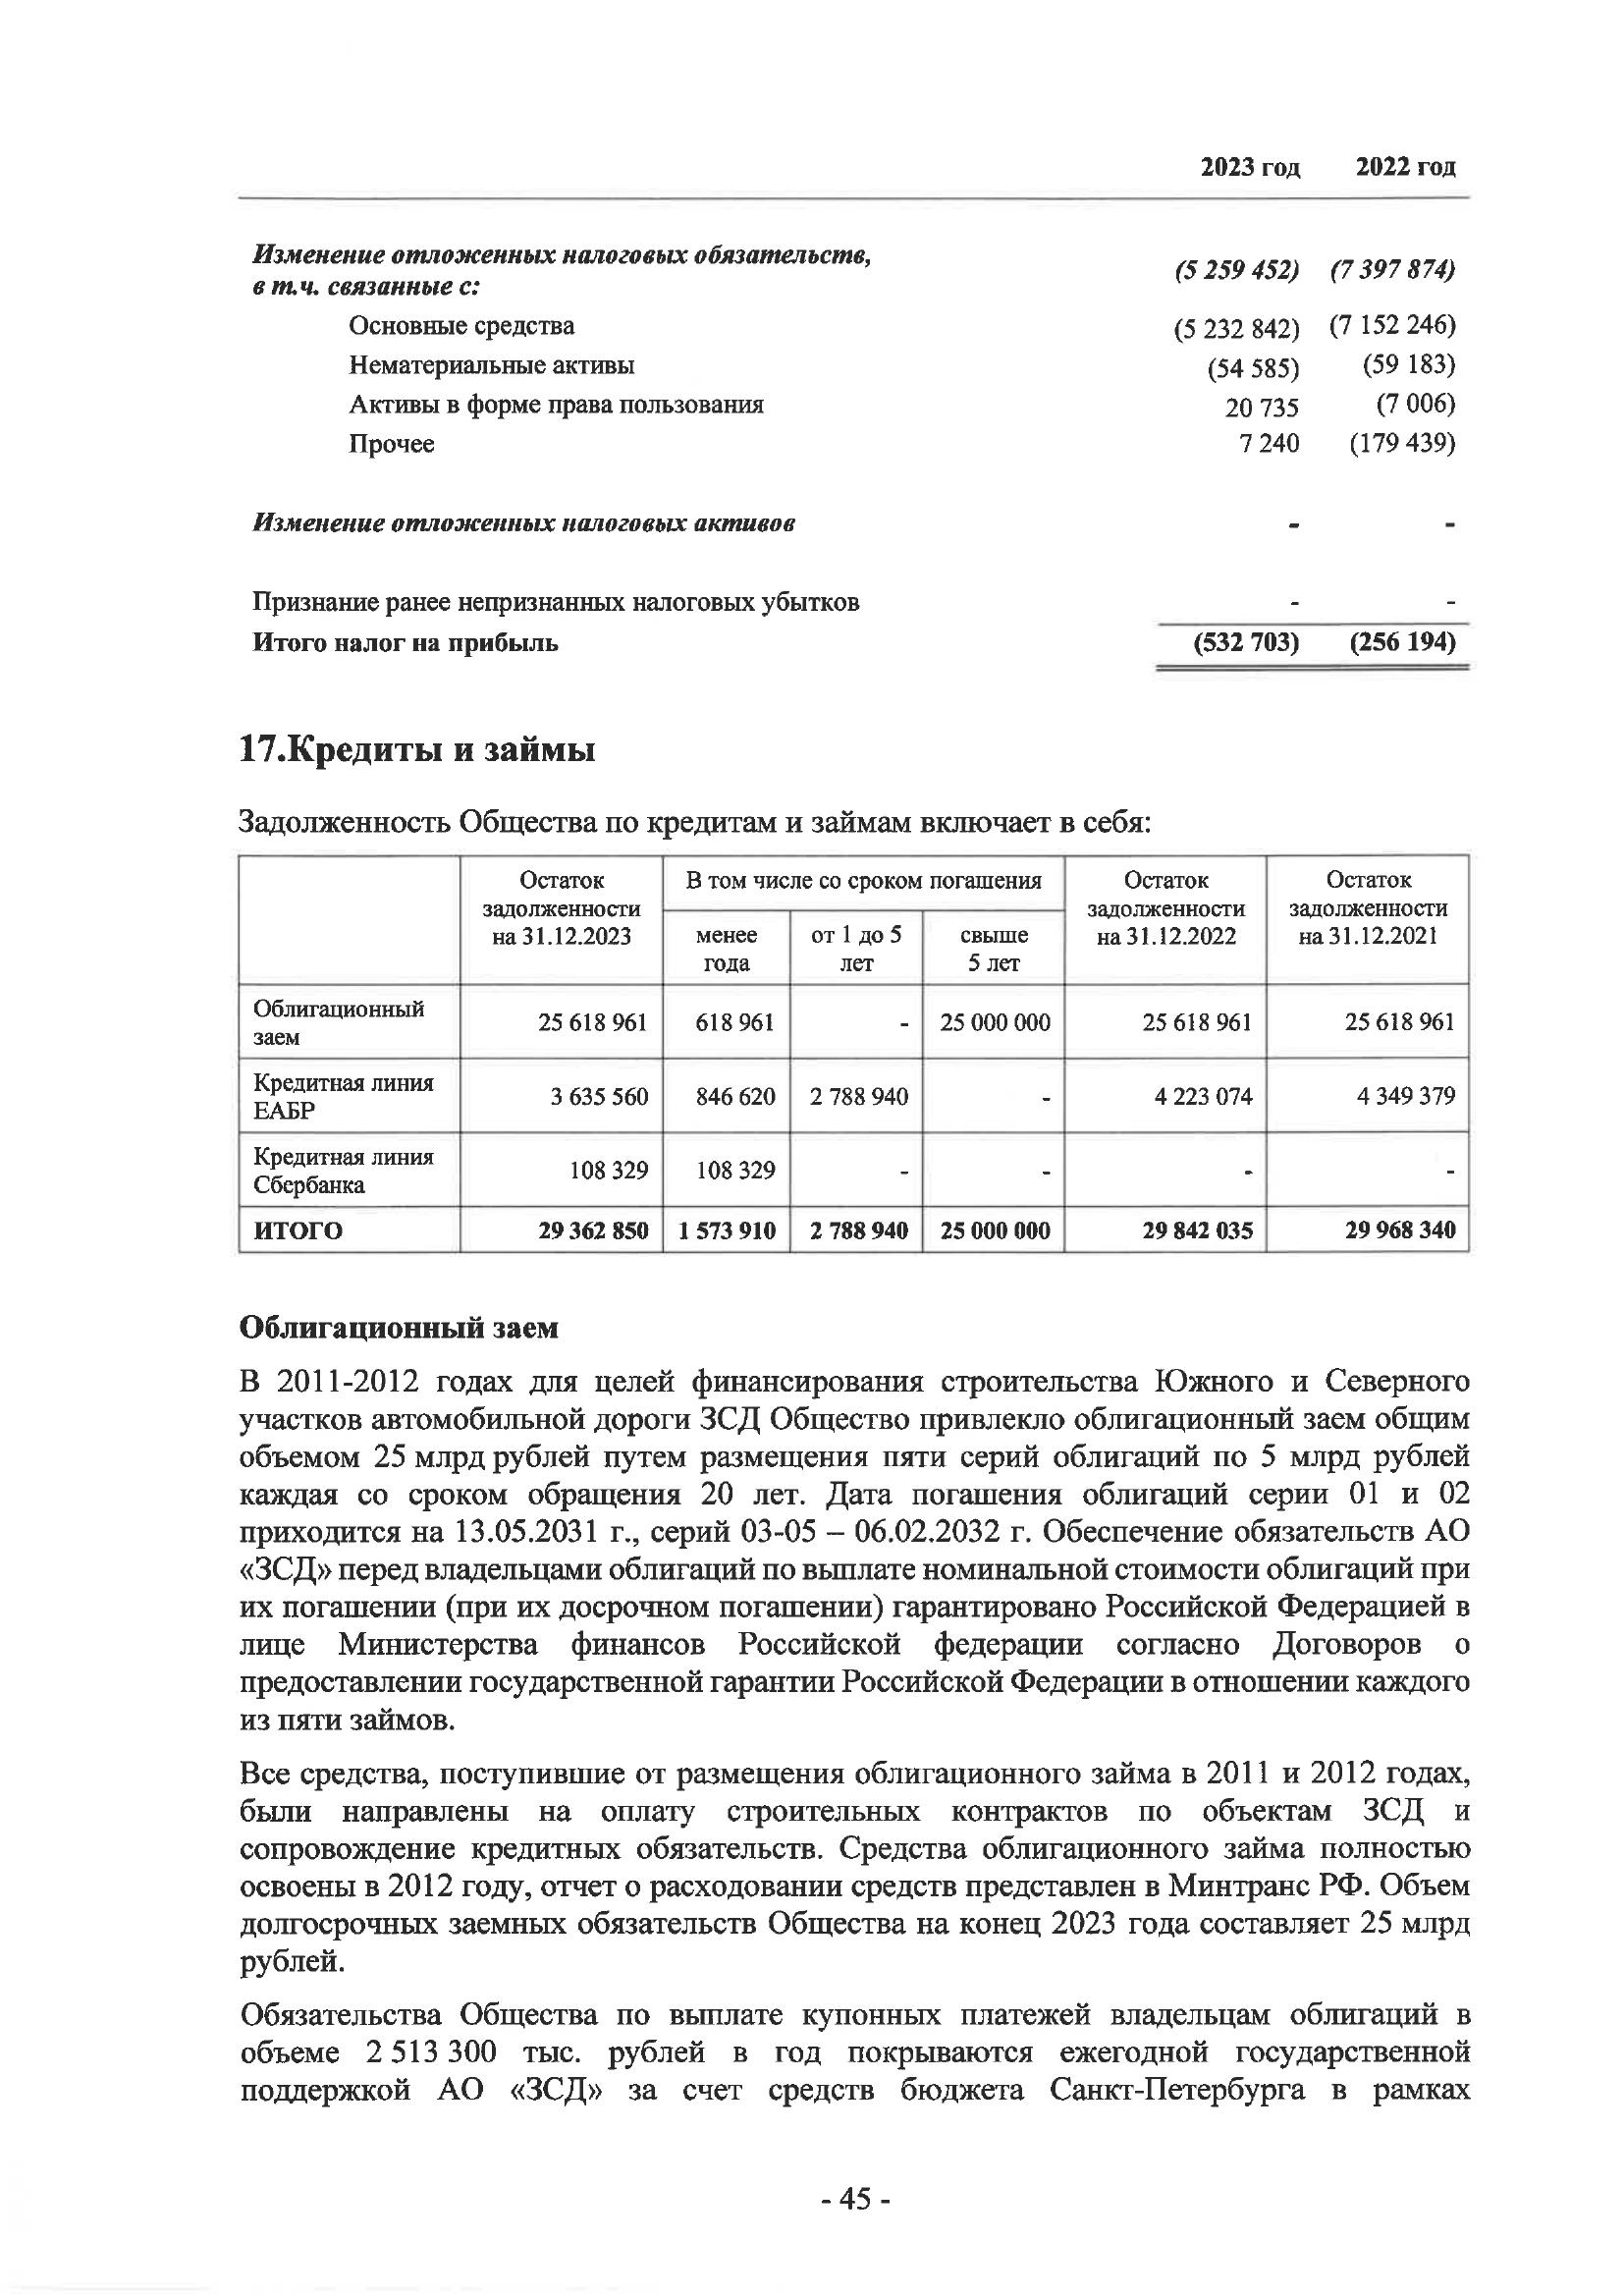 2023 год 2022 год
Изменение отложенных налоговых обязательств,
в т.ч. связанные с: (5 259 452) (7 397 874)
Основные средства (5 232 842) (7 152 246)
Нематериальные активы (54 585) (59 183)
Активы в форме права пользования 20 735 (7 006)
Прочее 7 240 (179 439)
Изменение отложенных налоговых активов - -
Признание ранее непризнанных налоговых убытков - -
Итого налог на прибыль (532 703) (256 194)
17.Кредиты и займы
Задолженность Общества по кредитам и займам включает в себя:
Остаток В том числе со сроком погашения Остаток Остаток
задолженности задолженности задолженности
на 31.12.2023 менее от 1 до 5 свыше на 31.12.2022 на 31.12.2021
года лет 5 лет
Облигационный
заем 25 618 961 618 961 - 25 000 000 25 618 961 25 618 961
Кредитная линия
ЕАБР 3 635 560 846 620 2 788 940 - 4 223 074 4 349 379
Кредитная линия
Сбербанка 108 329 108 329 - - - -
ИТОГО 29 362 850 1 573 910 2 788 940 25 000 000 29 842 035 29 968 340
Облигационный заем
В 2011-2012 годах для целей финансирования строительства Южного и Северного
участков автомобильной дороги ЗСД Общество привлекло облигационный заем общим
объемом 25 млрд рублей путем размещения пяти серий облигаций по 5 млрд рублей
каждая со сроком обращения 20 лет. Дата погашения облигаций серии 01 и 02
приходится на 13.05.2031 г., серий 03-05 – 06.02.2032 г. Обеспечение обязательств АО
«ЗСД» перед владельцами облигаций по выплате номинальной стоимости облигаций при
их погашении (при их досрочном погашении) гарантировано Российской Федерацией в
лице Министерства финансов Российской федерации согласно Договоров о
предоставлении государственной гарантии Российской Федерации в отношении каждого
из пяти займов.
Все средства, поступившие от размещения облигационного займа в 2011 и 2012 годах,
были направлены на оплату строительных контрактов по объектам ЗСД и
сопровождение кредитных обязательств. Средства облигационного займа полностью
освоены в 2012 году, отчет о расходовании средств представлен в Минтранс РФ. Объем
долгосрочных заемных обязательств Общества на конец 2023 года составляет 25 млрд
рублей.
Обязательства Общества по выплате купонных платежей владельцам облигаций в
объеме 2 513 300 тыс. рублей в год покрываются ежегодной государственной
поддержкой АО «ЗСД» за счет средств бюджета Санкт-Петербурга в рамках
- 45 -